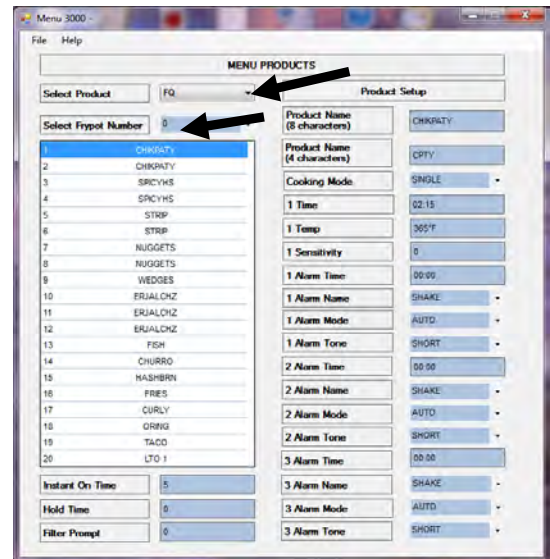 Menu 3000 -
File Help
MENU PRODUCTS
Select Product FQ
Select Frypot Number 0
1 CHIKPATY
2 CHIKPATY
3 SPICYHS
4 SPICYHS
5 STRIP
6 STRIP
7 NUGGETS
8 NUGGETS
9 WEDGES
10 ERJALCHZ
11 ERJALCHZ
12 ERJALCHZ
13 FISH
14 CHURRO
15 HASHBRN
16 FRIES
17 CURLY
18 ORING
19 TACO
20 LTO 1
Instant On Time 5
Hold Time 0
Filter Prompt 0
Product Setup
Product Name
(8 characters) CHIKPATY
Product Name
(4 characters) CPTY
Cooking Mode SINGLE
1 Time 02:15
1 Temp 365°F
1 Sensitivity 0
1 Alarm Time 00:00
1 Alarm Name SHAKE
1 Alarm Mode AUTO
1 Alarm Tone SHORT
2 Alarm Time 00:00
2 Alarm Name SHAKE
2 Alarm Mode AUTO
2 Alarm Tone SHORT
3 Alarm Time 00:00
3 Alarm Name SHAKE
3 Alarm Mode AUTO
3 Alarm Tone SHORT